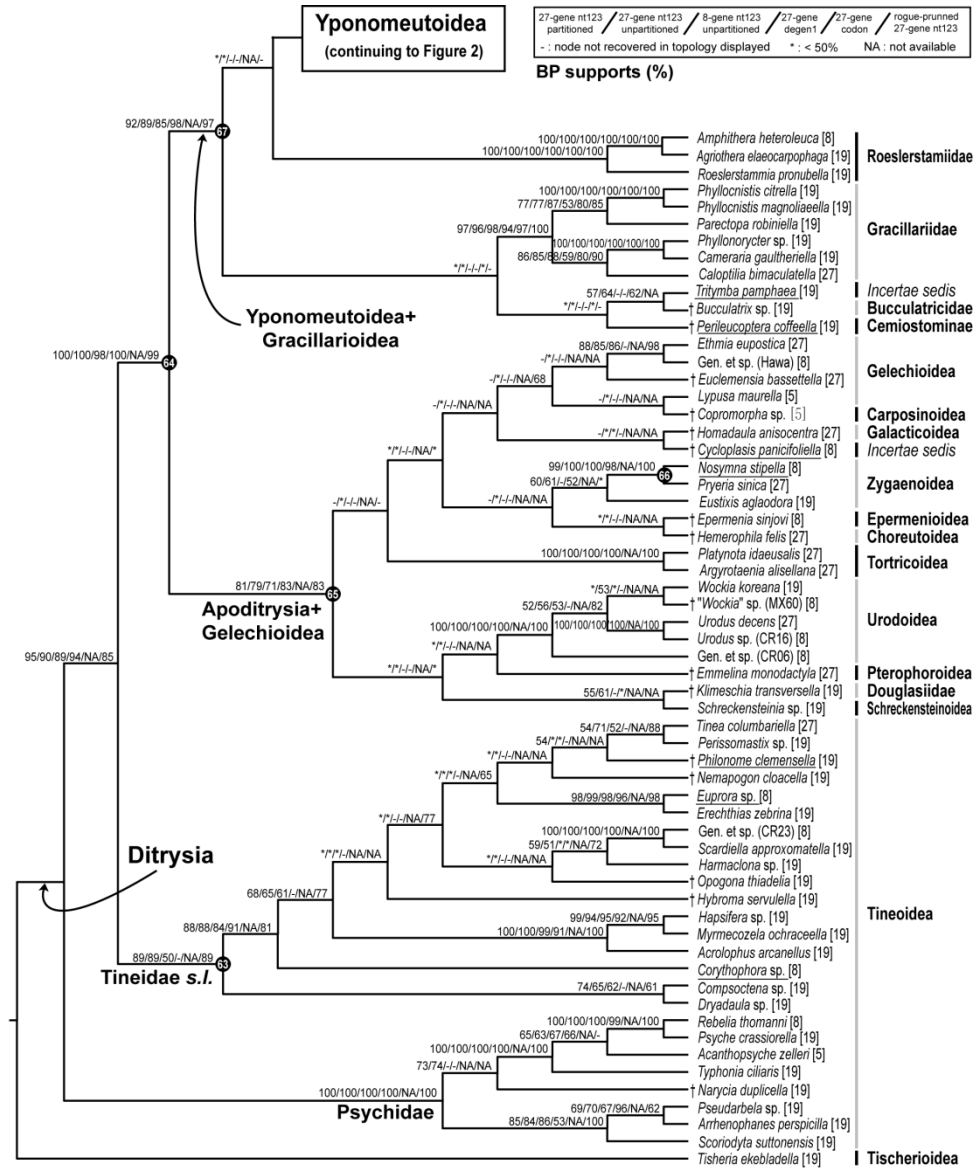 Yponomeutoidea
(continuing to Figure 2)
27-gene nt123 partitioned / 27-gene nt123 unpartitioned / 8-gene nt123 unpartitioned / 27-gene degen1 / 27-gene codon / rogue-prunned 27-gene nt123
- : node not recovered in topology displayed * : < 50% NA : not available
BP supports (%)
*/*/-/-/NA/-
92/89/85/98/NA/97
67
100/100/100/100/100/100
Amphithera heteroleuca [8]
100/100/100/100/100/100
Agriothera elaeocarpophaga [19]
Roeslerstammia pronubella [19]
Roeslerstamiidae
100/100/100/100/100/100
Phyllocnistis citrella [19]
77/77/87/53/80/85
Phyllocnistis magnoliaeella [19]
Parectopa robiniella [19]
97/96/98/94/97/100
Gracillariidae
100/100/100/100/100/100
Phyllonorycter sp. [19]
86/85/88/59/80/90
Cameraria gaultheriella [19]
Caloptilia bimaculatella [27]
*/*/-/-/*/-
57/64/-/-/62/NA
Tritymba pamphaea [19]
Incertae sedis
*/*/-/-/*/-
† Bucculatrix sp. [19]
Bucculatricidae
† Perileucoptera coffeella [19]
Cemiostominae
Yponomeutoidea+
Gracillarioidea
100/100/98/100/NA/99
64
88/85/86/-/NA/98
Ethmia eupostica [27]
-/*/-/-/NA/NA
Gen. et sp (Hawa) [8]
† Euclemensia bassettella [27]
Gelechioidea
-/*/-/-/NA/68
Lypusa maurella [5]
-/*/-/-/NA/NA
† Copromorpha sp. [5]
Carposinoidea
-/*/-/-/NA/NA
-/*/*/-/NA/NA
† Homadaula anisocentra [27]
Galacticoidea
† Cycloplasis panicifoliella [8]
Incertae sedis
*/*/-/-/NA/*
99/100/100/98/NA/100
66
Nosymna stipella [8]
60/61/-/52/NA/*
Pryeria sinica [27]
Zygaenoidea
Eustixis aglaodora [19]
-/*/-/-/NA/NA
*/*/-/-/NA/NA
† Epermenia sinjovi [8]
Epermenioidea
† Hemerophila felis [27]
Choreutoidea
-/*/-/-/NA/-
100/100/100/100/NA/100
Platynota idaeusalis [27]
Argyrotaenia alisellana [27]
Tortricoidea
81/79/71/83/NA/83
65
Apoditrysia+
Gelechioidea
*/53/*/-/NA/NA
Wockia koreana [19]
52/56/53/-/NA/82
† "Wockia" sp. (MX60) [8]
100/100/100/100/NA/100
Urodus decens [27]
Urodoidea
Urodus sp. (CR16) [8]
100/100/100/100/NA/100
Gen. et sp. (CR06) [8]
*/*/-/-/NA/NA
† Emmelina monodactyla [27]
Pterophoroidea
*/*/-/-/NA/*
55/61/-/*/NA/NA
† Klimeschia transversella [19]
Douglasiidae
Schreckensteinia sp. [19]
Schreckensteinoidea
95/90/89/94/NA/85
54/71/52/-/NA/88
Tinea columbariella [27]
54/*/*/-/NA/NA
Perissomastix sp. [19]
† Philonome clemensella [19]
*/*/-/-/NA/NA
† Nemapogon cloacella [19]
*/*/*/-/NA/65
98/99/98/96/NA/98
Euprora sp. [8]
Erechthias zebrina [19]
*/*/-/-/NA/77
100/100/100/100/NA/100
Gen. et sp. (CR23) [8]
59/51/*/*/NA/72
Scardiella approxomatella [19]
Harmaclona sp. [19]
*/*/-/-/NA/NA
† Opogona thiadelia [19]
*/*/*/-/NA/NA
† Hybroma servulella [19]
Tineoidea
68/65/61/-/NA/77
99/94/95/92/NA/95
Hapsifera sp. [19]
100/100/99/91/NA/100
Myrmecozela ochraceella [19]
Acrolophus arcanellus [19]
88/88/84/91/NA/81
Corythophora sp. [8]
89/89/50/-/NA/89
63
Tineidae s.l.
74/65/62/-/NA/61
Compsoctena sp. [19]
Dryadaula sp. [19]
Ditrysia
100/100/100/99/NA/100
Rebelia thomanni [8]
65/63/67/66/NA/-
Psyche crassiorella [19]
100/100/100/100/NA/100
Acanthopsyche zelleri [5]
73/74/-/-/NA/NA
Typhonia ciliaris [19]
† Narycia duplicella [19]
100/100/100/100/NA/100
Psychidae
69/70/67/96/NA/62
Pseudarbela sp. [19]
85/84/86/53/NA/100
Arrhenophanes perspicilla [19]
Scoriodyta suttonensis [19]
Tisheria ekebladella [19]
Tischerioidea